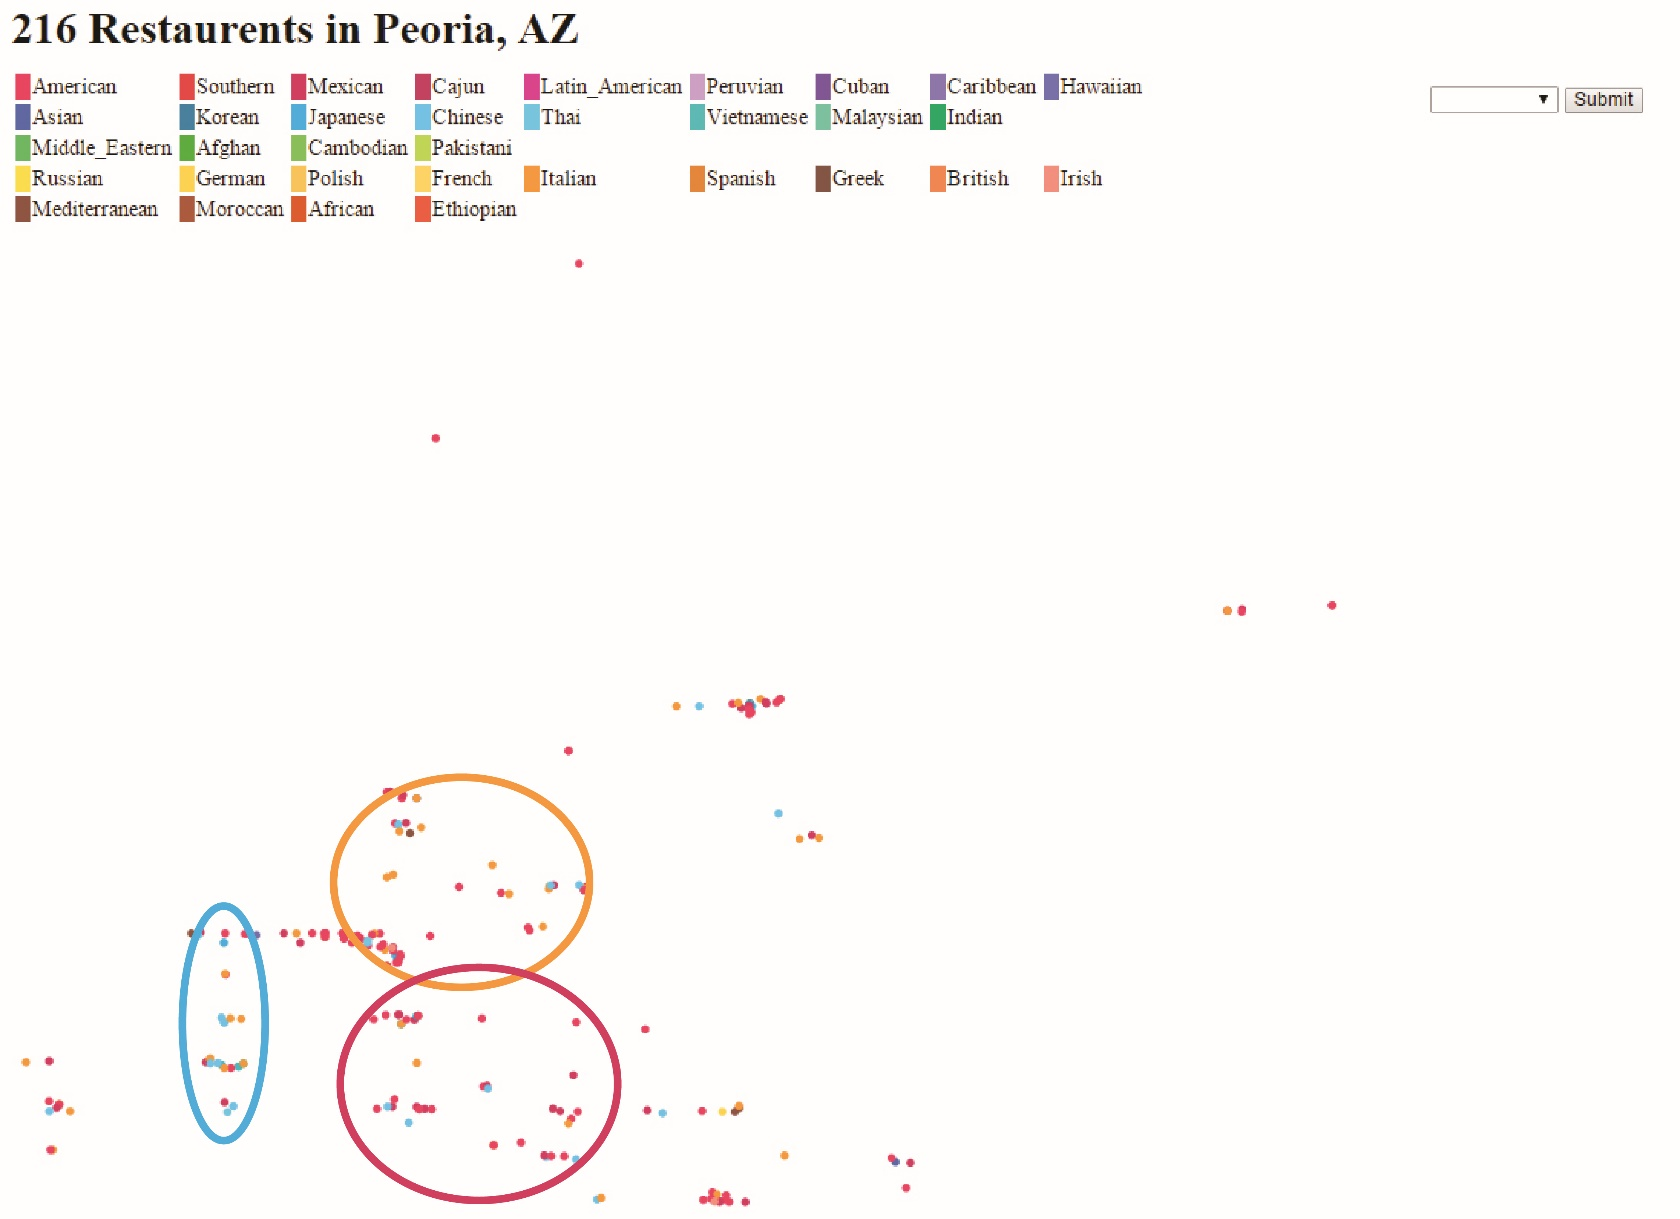 216 Restaurents in Peoria, AZ
American Southern Mexican Cajun Latin_American Peruvian Cuban Caribbean Hawaiian
Submit
Asian Korean Japanese Chinese Thai Vietnamese Malaysian Indian
Middle_Eastern Afghan Cambodian Pakistani
Russian German Polish French Italian Spanish Greek British Irish
Mediterranean Moroccan African Ethiopian